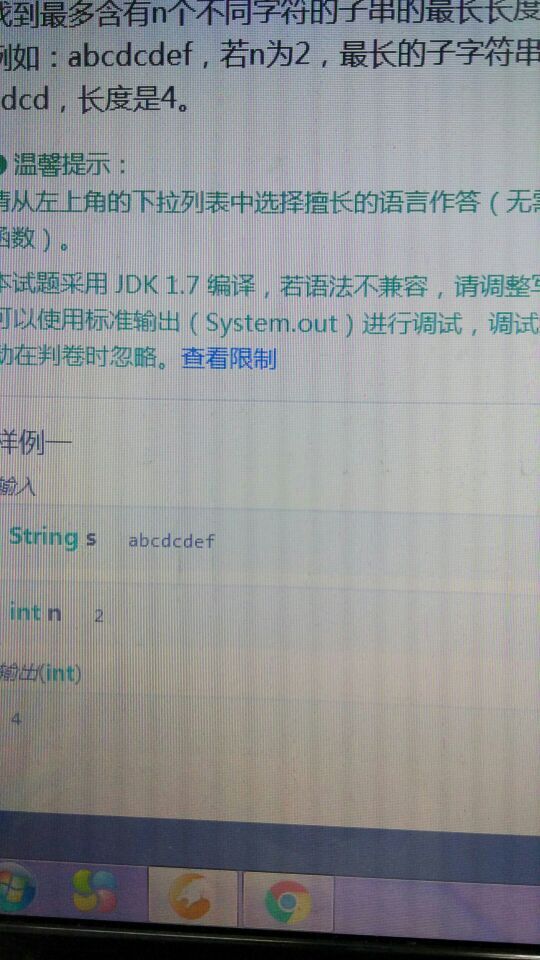 找到最多含有n个不同字符的子串的最长长度
例如：abcdcdef，若n为2，最长的子字符串
dcd，长度是4。
温馨提示：
请从左上角的下拉列表中选择擅长的语言作答（无需
函数）。
本试题采用 JDK 1.7 编译，若语法不兼容，请调整写
可以使用标准输出（System.out）进行调试，调试
动在判卷时忽略。查看限制
样例一
输入
String s abcdcdef
int n 2
输出(int)
4